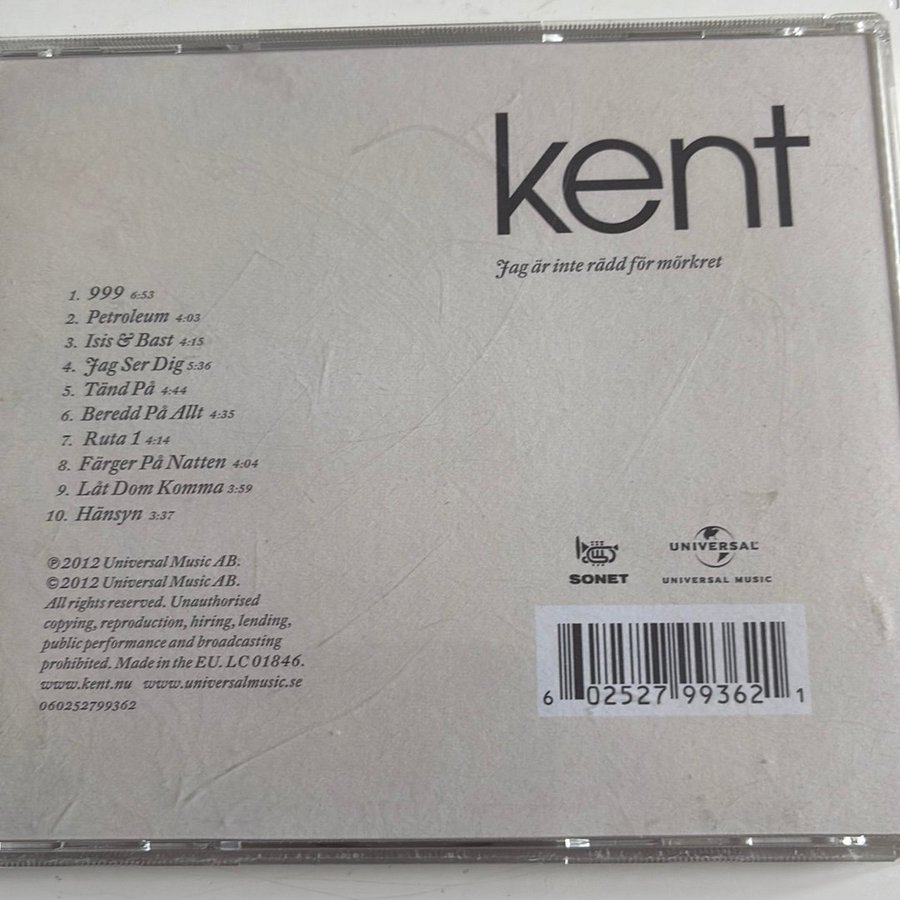 kent
Jag är inte rädd för mörkret
1. 999 6:53
2. Petroleum 4:03
3. Isis & Bast 4:15
4. Jag Ser Dig 5:36
5. Tänd På 4:44
6. Beredd På Allt 4:35
7. Ruta 1 4:14
8. Färger På Natten 4:04
9. Låt Dom Komma 3:59
10. Hänsyn 3:37
℗ 2012 Universal Music AB.
© 2012 Universal Music AB.
All rights reserved. Unauthorised
copying, reproduction, hiring, lending,
public performance and broadcasting
prohibited. Made in the EU. LC 01846.
www.kent.nu www.universalmusic.se
060252799362
SONET
UNIVERSAL
UNIVERSAL MUSIC
6 02527 99362 1